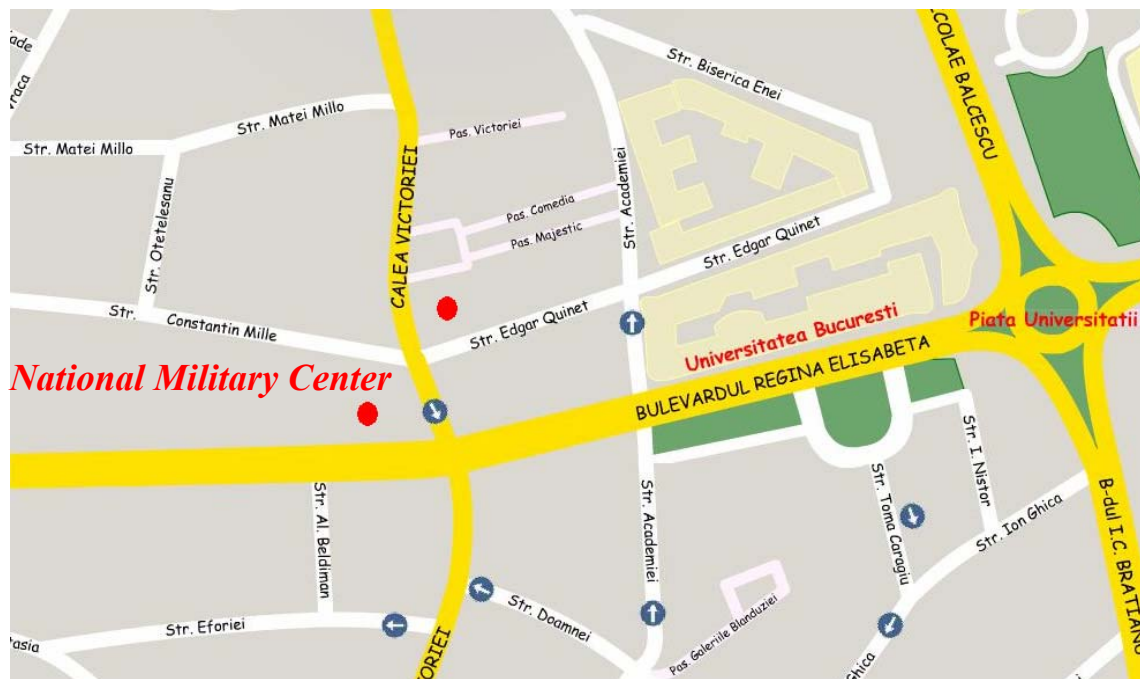 COLAE BALCESCU
Str. Biserica Enei
Str. Matei Millo
Pas. Victoriei
Str. Matei Millo
CALEA VICTORIEI
Str. Academiei
Pas. Comedia
Str. Otetelesanu
Pas. Majestic
Str. Edgar Quinet
Str. Constantin Mille
Str. Edgar Quinet
Universitatea Bucuresti
Piata Universitatii
National Military Center
BULEVARDUL REGINA ELISABETA
Str. I. Nistor
Str. Al. Beldiman
Str. Academiei
Str. Toma Caragiu
Str. Ion Ghica
B-dul I.C. BRATIANU
Str. Eforiei
Str. Doamnei
Pas. Galeriile Blanduziei
TORIEI
Ghica